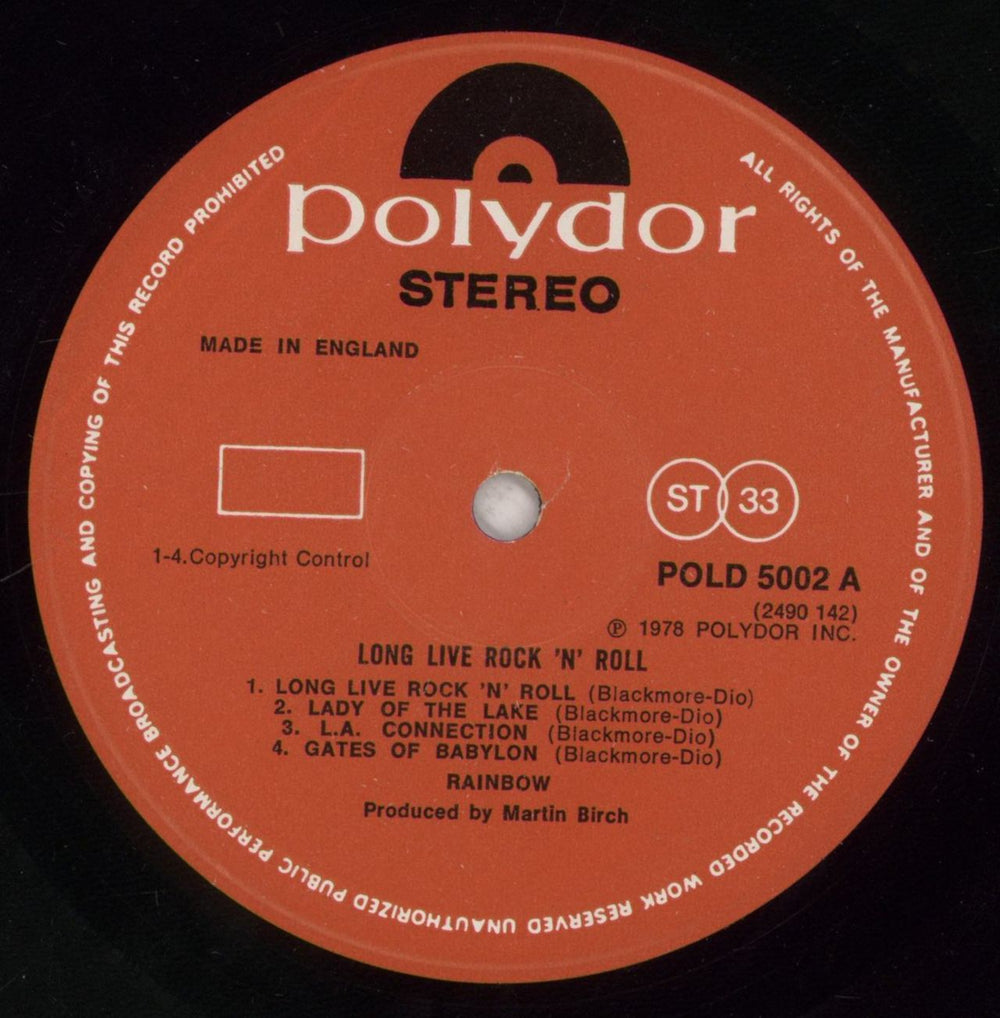 polydor
STEREO
MADE IN ENGLAND
ST 33
1-4.Copyright Control
POLD 5002 A
(2490 142)
℗ 1978 POLYDOR INC.
LONG LIVE ROCK 'N' ROLL
1. LONG LIVE ROCK 'N' ROLL (Blackmore-Dio)
2. LADY OF THE LAKE (Blackmore-Dio)
3. L.A. CONNECTION (Blackmore-Dio)
4. GATES OF BABYLON (Blackmore-Dio)
RAINBOW
Produced by Martin Birch
ALL RIGHTS OF THE MANUFACTURER AND OF THE OWNER OF THE RECORDED WORK RESERVED UNAUTHORIZED PUBLIC PERFORMANCE BROADCASTING AND COPYING OF THIS RECORD PROHIBITED